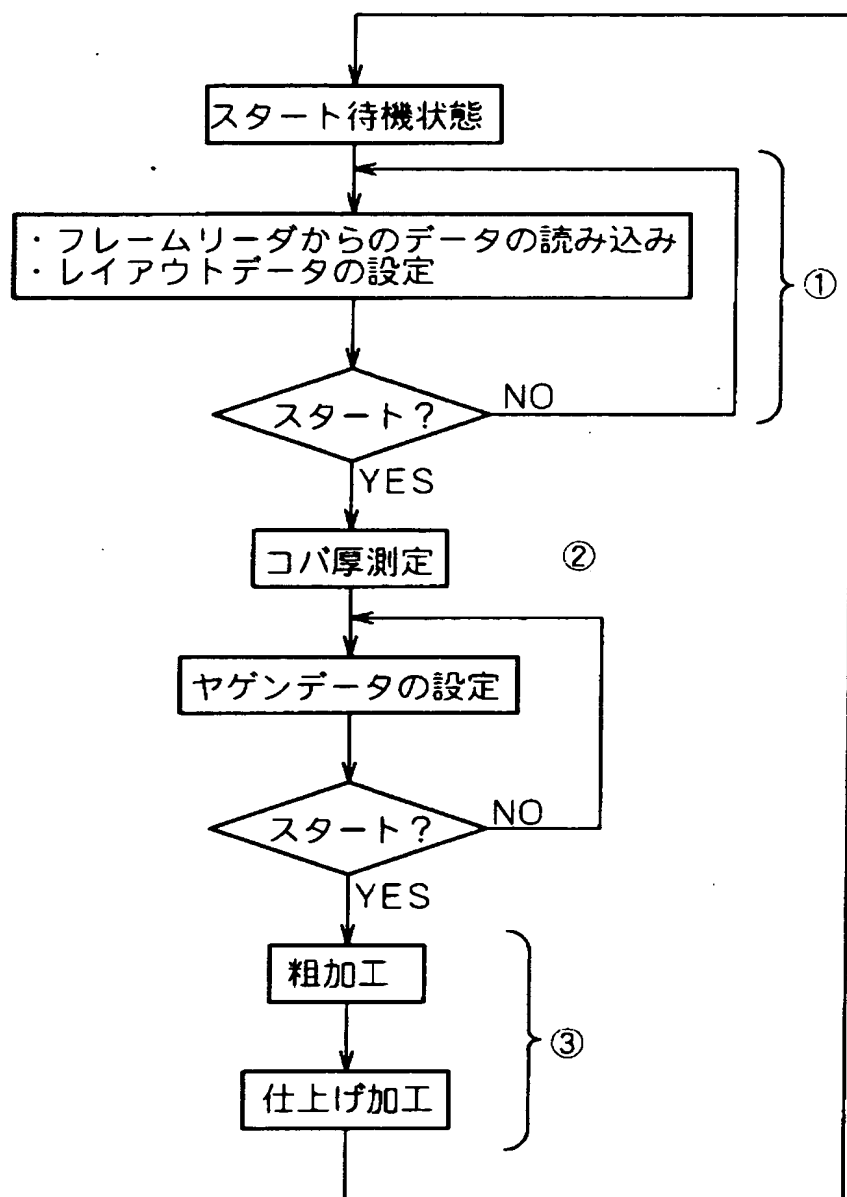 スタート待機状態
・フレームリーダからのデータの読み込み
・レイアウトデータの設定
①
スタート?
NO
YES
コバ厚測定
②
ヤゲンデータの設定
スタート?
NO
YES
粗加工
③
仕上げ加工